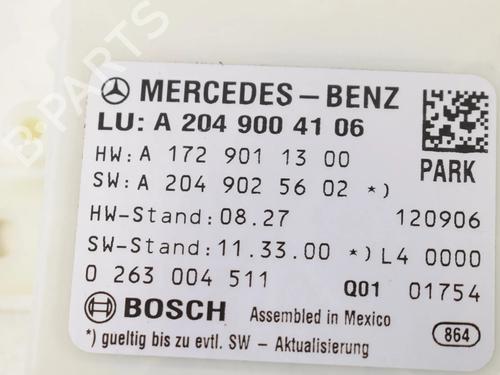 B-PARTS
MERCEDES-BENZ
LU: A 204 900 41 06
HW: A 172 901 13 00
SW: A 204 902 56 02 *)
PARK
HW-Stand: 08.27 120906
SW-Stand: 11.33.00 *) L4 0000
0 263 004 511 Q01 01754
BOSCH Assembled in Mexico
*) gueltig bis zu evtl. SW - Aktualisierung 864